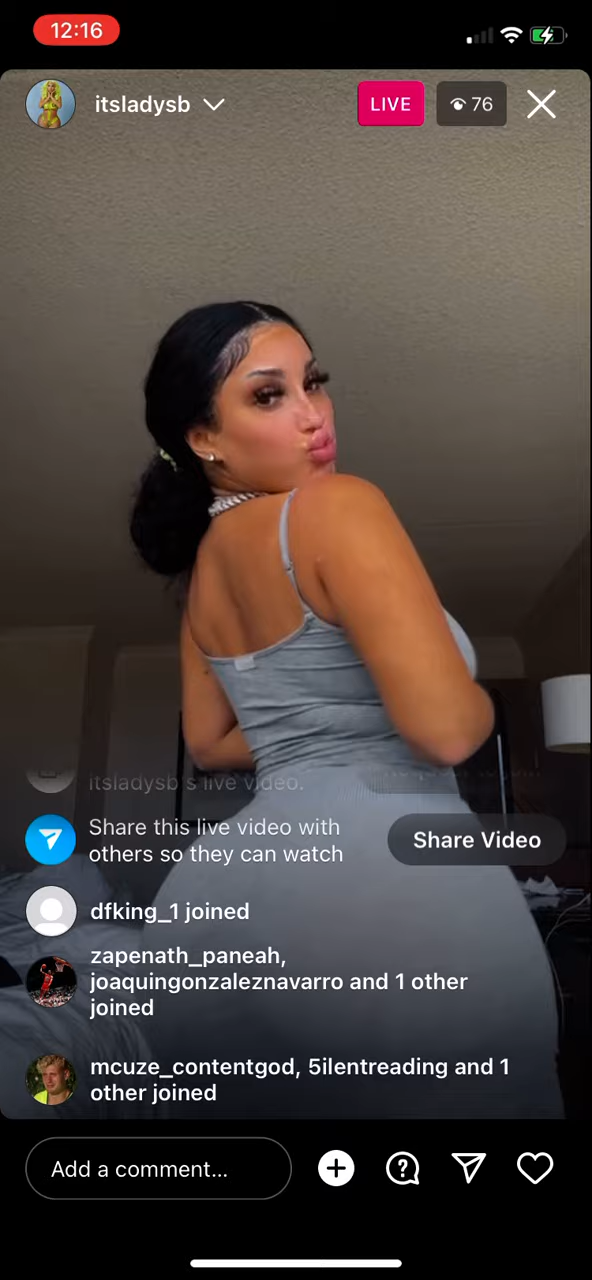 12:16
itsladysb
LIVE
76
itsladysb's live video.
Share this live video with
others so they can watch
Share Video
dfking_1 joined
zapenath_paneah,
joaquingonzaleznavarro and 1 other
joined
mcuze_contentgod, 5ilentreading and 1
other joined
Add a comment...